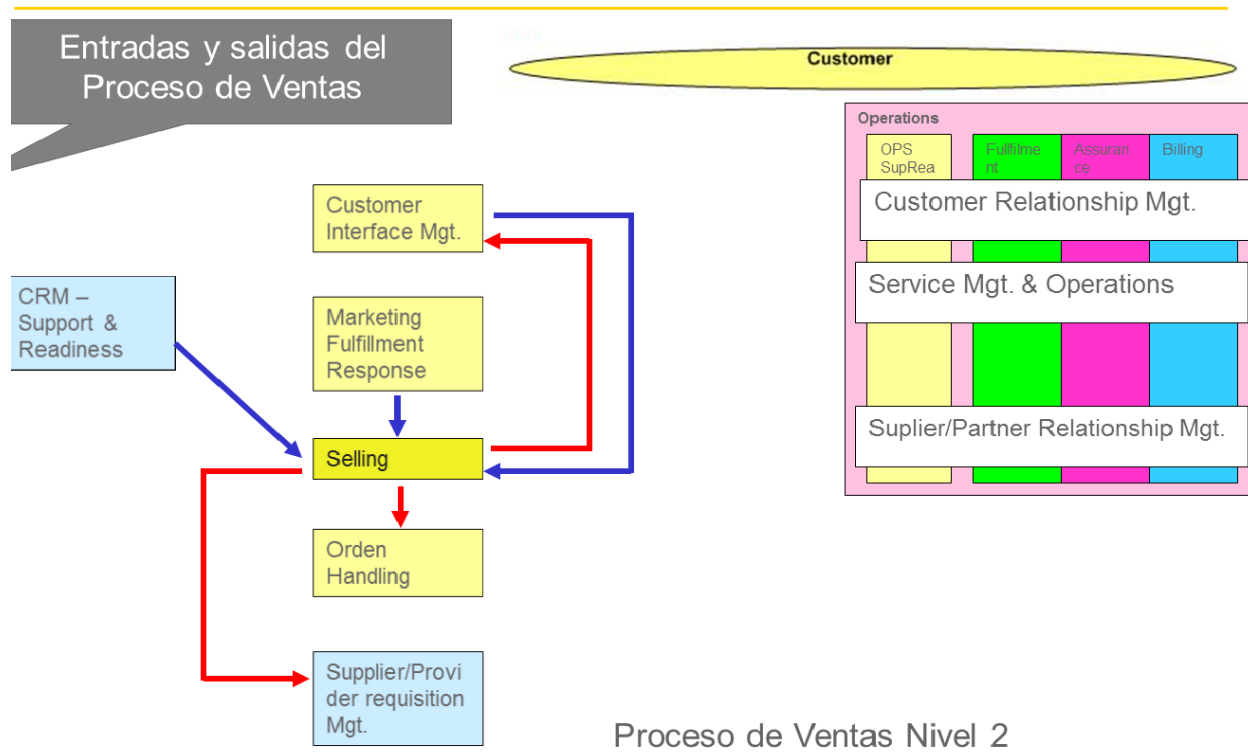 Entradas y salidas del
Proceso de Ventas
Customer
Operations
OPS
SupRea
Fullfilme
nt
Assuran
ce
Billing
Customer Relationship Mgt.
Service Mgt. & Operations
Suplier/Partner Relationship Mgt.
Customer
Interface Mgt.
CRM –
Support &
Readiness
Marketing
Fulfillment
Response
Selling
Orden
Handling
Supplier/Provi
der requisition
Mgt.
Proceso de Ventas Nivel 2